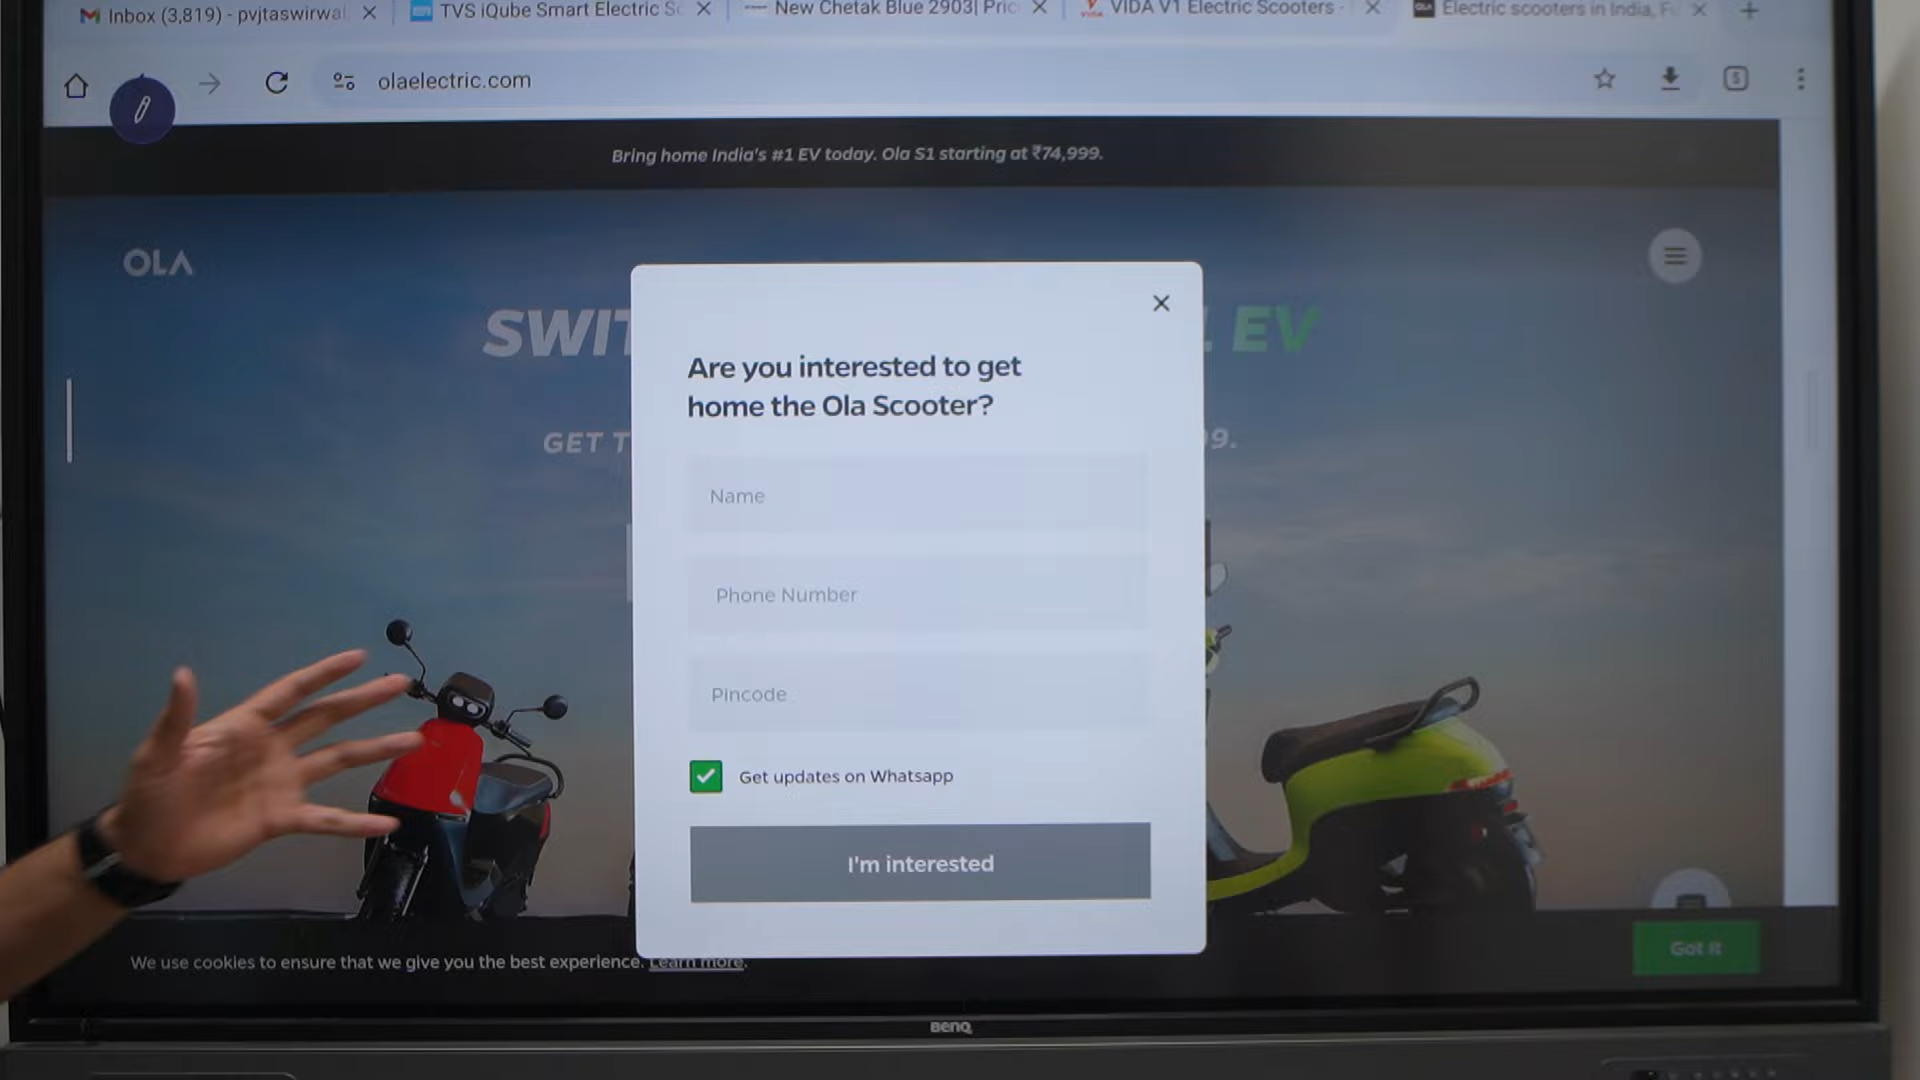 Inbox (3,819) - pvjtaswirwal
TVS iQube Smart Electric Sc
New Chetak Blue 2903| Pric
VIDA V1 Electric Scooters -
Electric scooters in India, Fu
olaelectric.com
5
Bring home India's #1 EV today. Ola S1 starting at ₹74,999.
OLA
SWIT
EV
GET T
9.
Are you interested to get
home the Ola Scooter?
Name
Phone Number
Pincode
Get updates on Whatsapp
I'm interested
We use cookies to ensure that we give you the best experience. Learn more.
Got it
BenQ